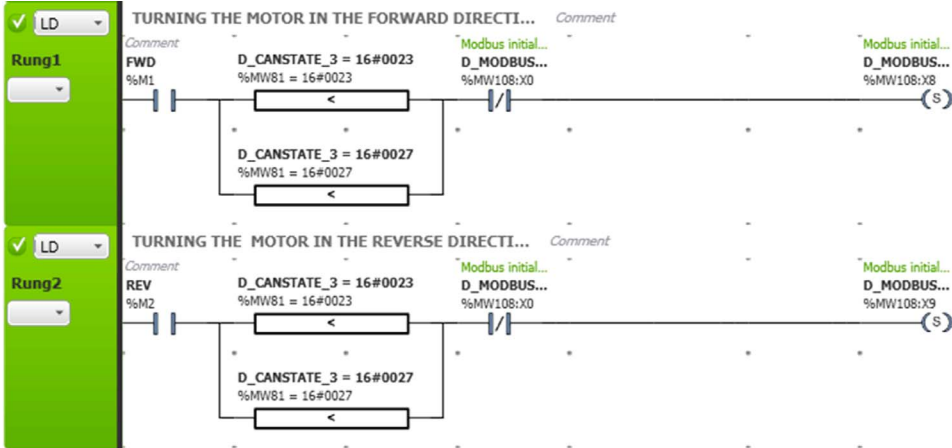 LD
TURNING THE MOTOR IN THE FORWARD DIRECTI... Comment
Rung1
Comment
FWD
%M1
D_CANSTATE_3 = 16#0023
%MW81 = 16#0023
<
Modbus initial...
D_MODBUS...
%MW108:X0
/
Modbus initial...
D_MODBUS...
%MW108:X8
S
D_CANSTATE_3 = 16#0027
%MW81 = 16#0027
<
LD
TURNING THE MOTOR IN THE REVERSE DIRECTI... Comment
Rung2
Comment
REV
%M2
D_CANSTATE_3 = 16#0023
%MW81 = 16#0023
<
Modbus initial...
D_MODBUS...
%MW108:X0
/
Modbus initial...
D_MODBUS...
%MW108:X9
S
D_CANSTATE_3 = 16#0027
%MW81 = 16#0027
<